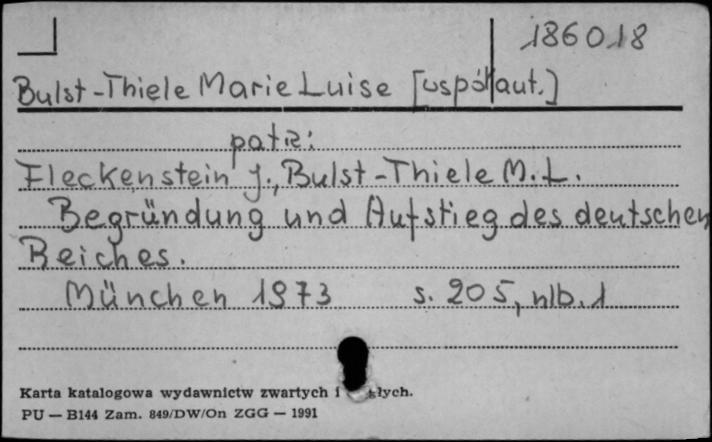 186018
Bulst-Thiele Marie Luise [współaut.]
patrz:
Fleckenstein J., Bulst-Thiele M.L.
Begründung und Aufstieg des deutschen
Reiches.
München 1973 s. 205, nlb. 1
Karta katalogowa wydawnictw zwartych i
PU — B144 Zam. 849/DW/On ZGG — 1991